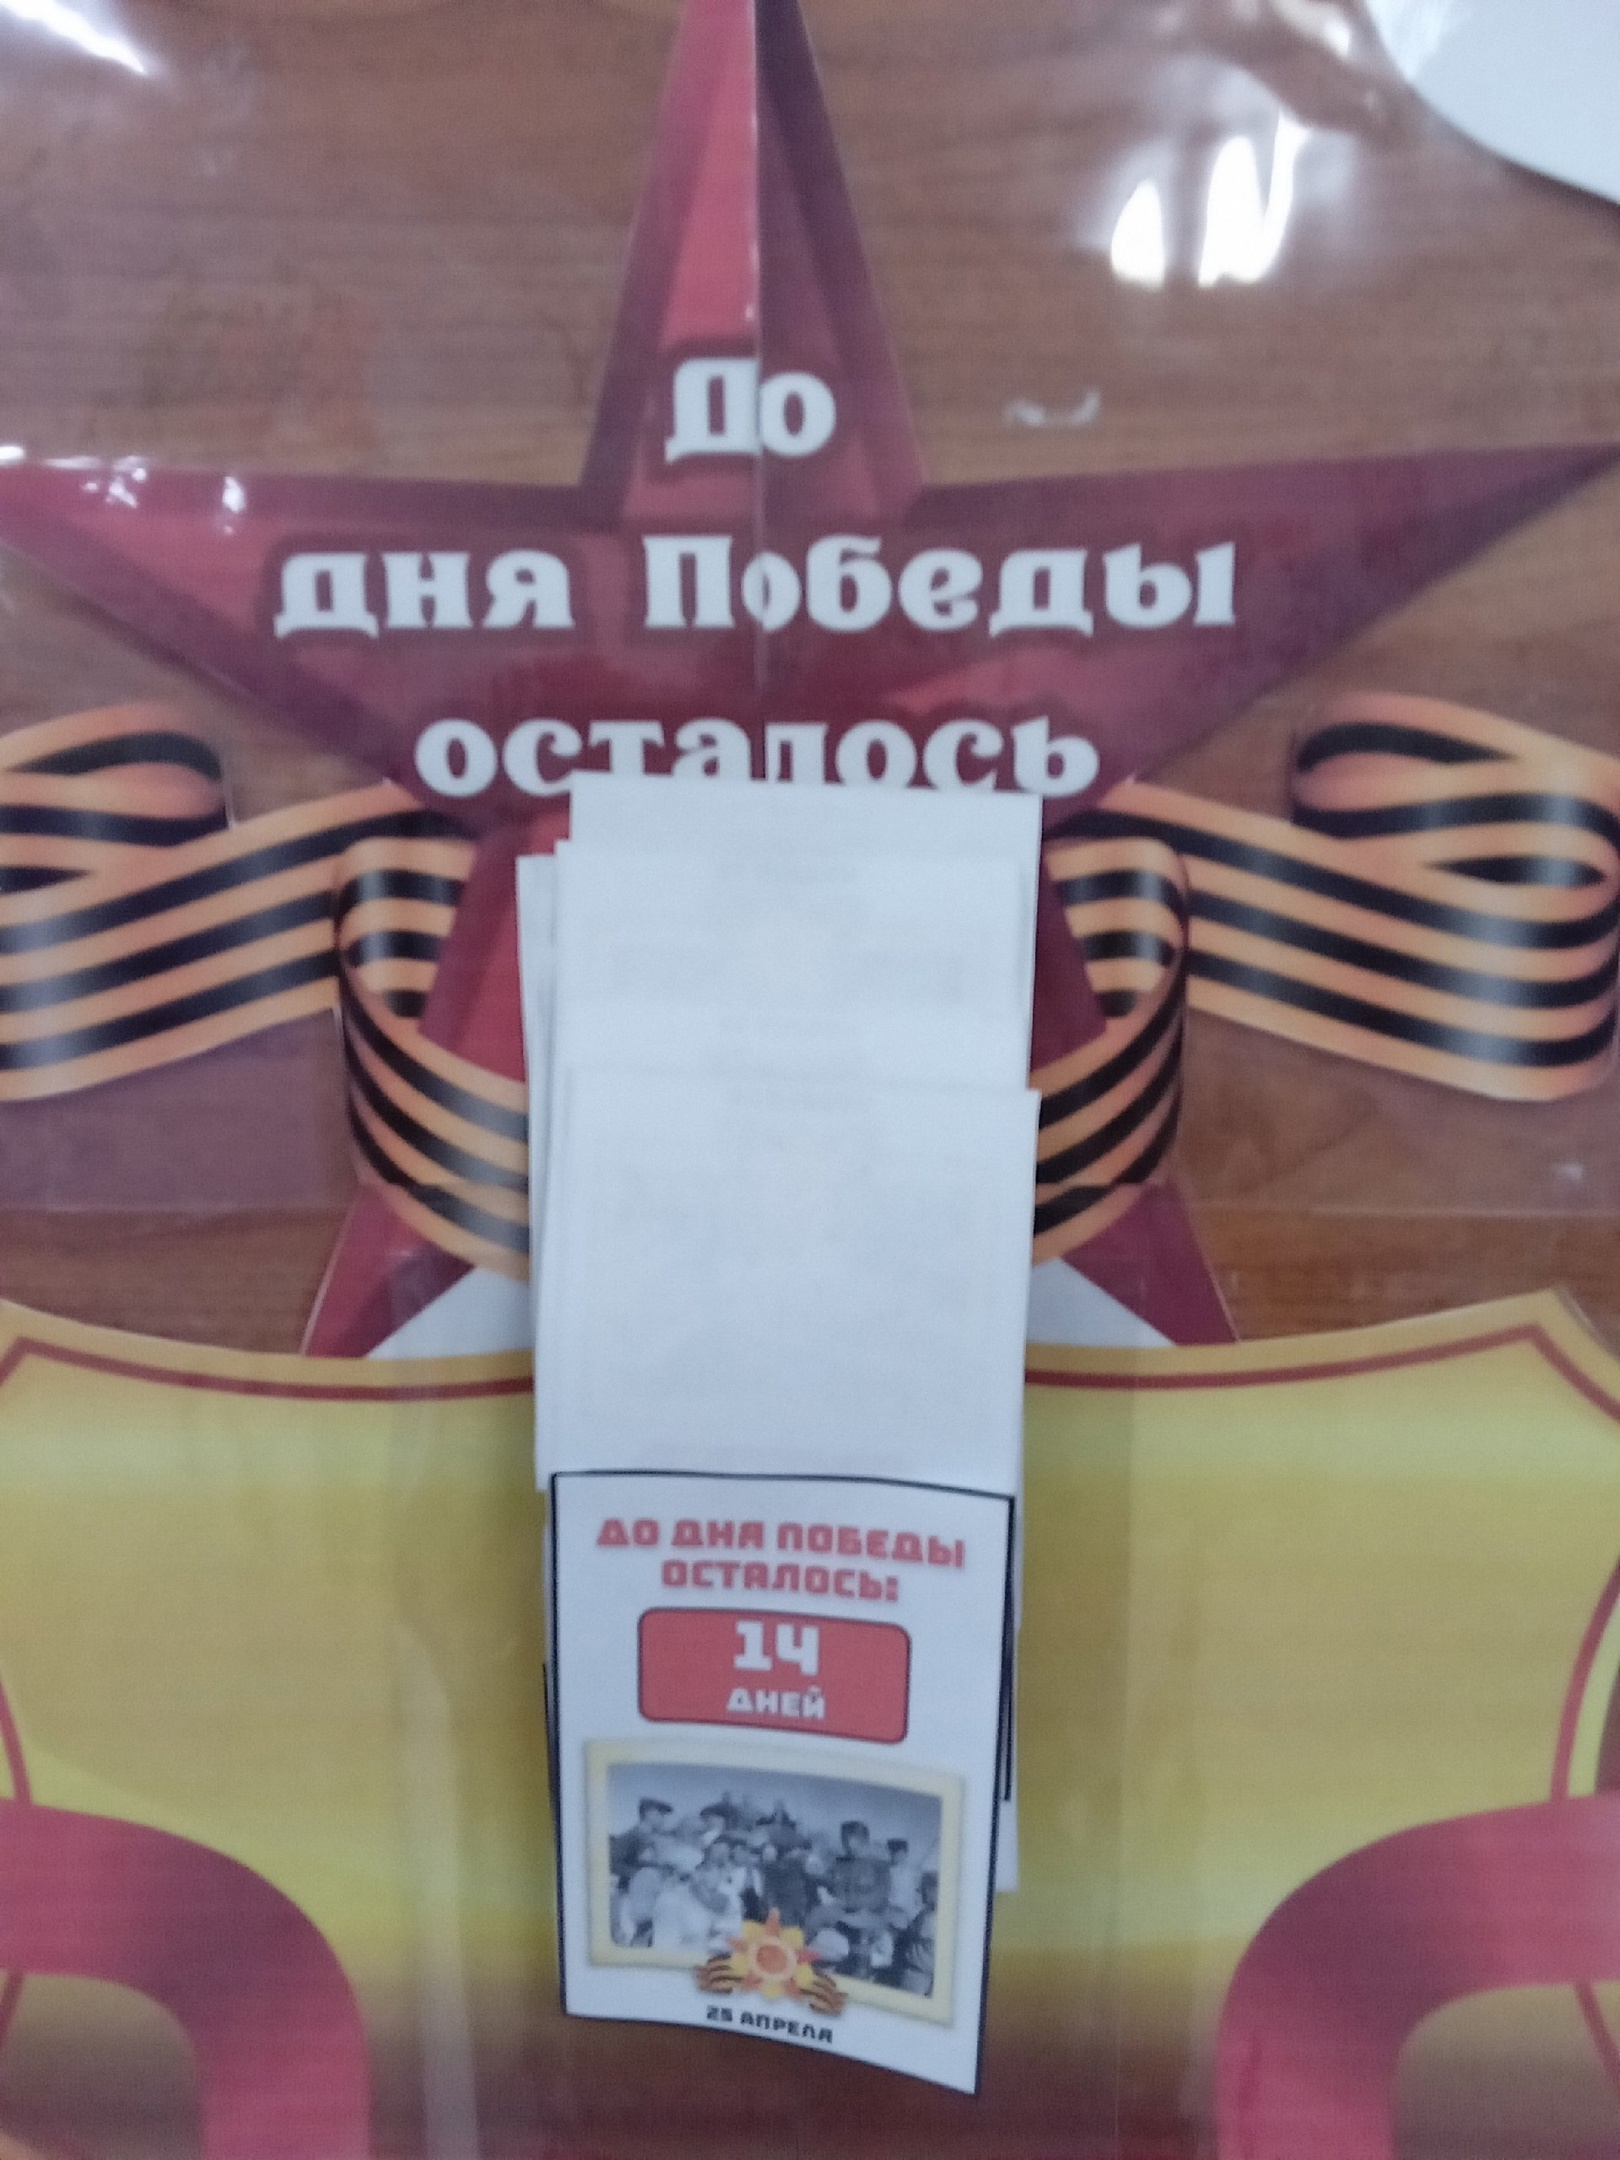 До
дня Победы
осталось
ДО ДНЯ ПОБЕДЫ
ОСТАЛОСЬ:
14
ДНЕЙ
25 АПРЕЛЯ